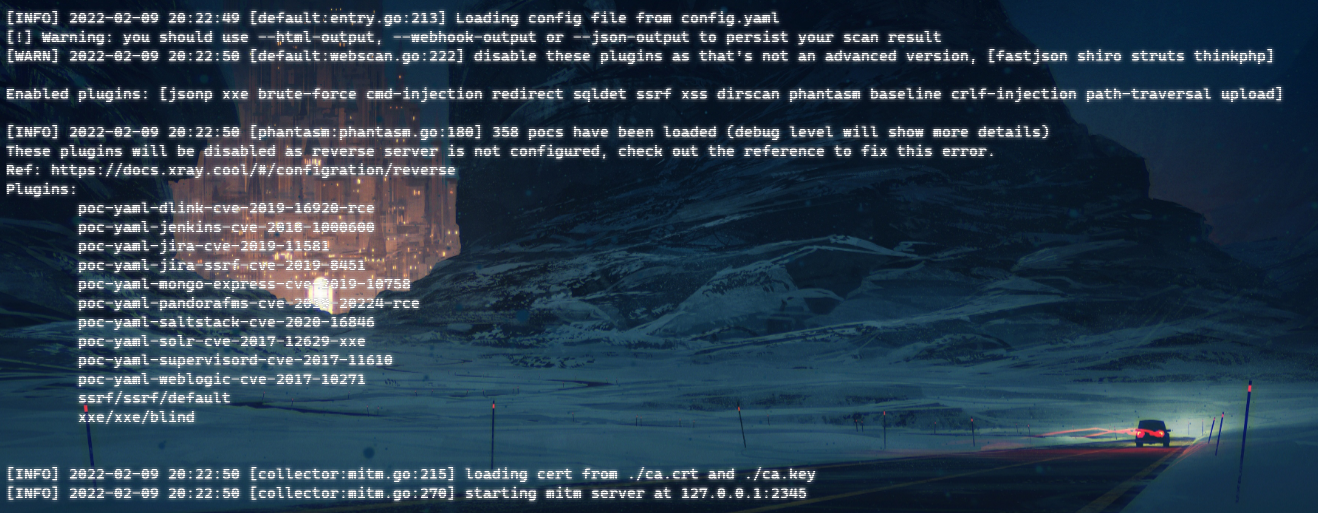 [INFO] 2022-02-09 20:22:49 [default:entry.go:213] Loading config file from config.yaml
[!] Warning: you should use --html-output, --webhook-output or --json-output to persist your scan result
[WARN] 2022-02-09 20:22:50 [default:webscan.go:222] disable these plugins as that's not an advanced version, [fastjson shiro struts thinkphp]
Enabled plugins: [jsonp xxe brute-force cmd-injection redirect sqldet ssrf xss dirscan phantasm baseline crlf-injection path-traversal upload]
[INFO] 2022-02-09 20:22:50 [phantasm:phantasm.go:180] 358 pocs have been loaded (debug level will show more details)
These plugins will be disabled as reverse server is not configured, check out the reference to fix this error.
Ref: https://docs.xray.cool/#/configration/reverse
Plugins:
poc-yaml-dlink-cve-2019-16920-rce
poc-yaml-jenkins-cve-2018-1000600
poc-yaml-jira-cve-2019-11581
poc-yaml-jira-ssrf-cve-2019-8451
poc-yaml-mongo-express-cve-2019-10758
poc-yaml-pandorafms-cve-2019-20224-rce
poc-yaml-saltstack-cve-2020-16846
poc-yaml-solr-cve-2017-12629-xxe
poc-yaml-supervisord-cve-2017-11610
poc-yaml-weblogic-cve-2017-10271
ssrf/ssrf/default
xxe/xxe/blind
[INFO] 2022-02-09 20:22:50 [collector:mitm.go:215] loading cert from ./ca.crt and ./ca.key
[INFO] 2022-02-09 20:22:50 [collector:mitm.go:270] starting mitm server at 127.0.0.1:2345